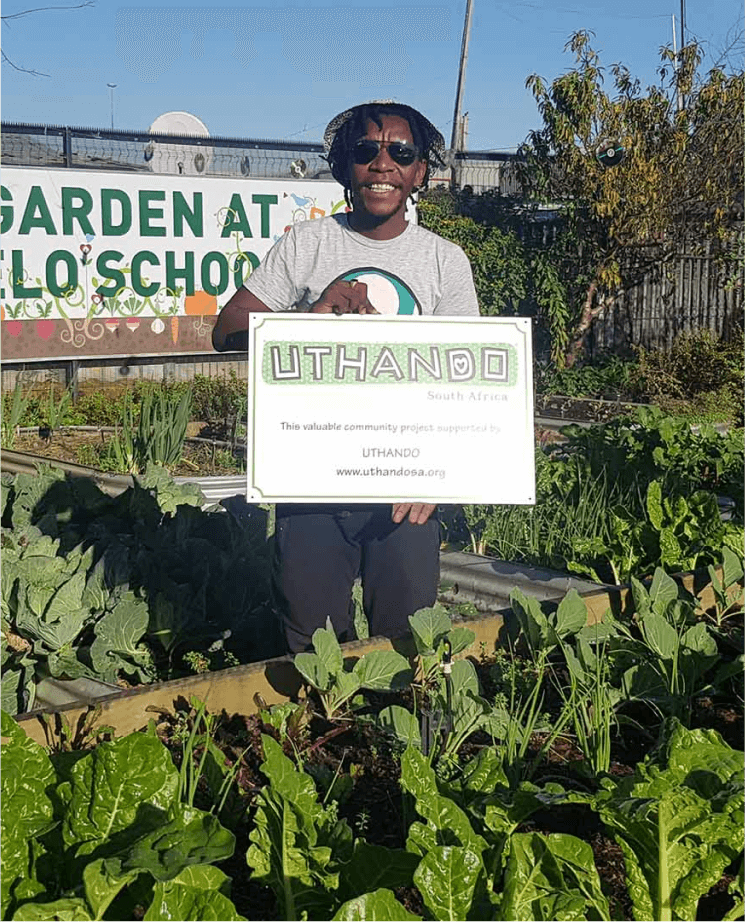 GARDEN AT
ELO SCHOO
UTHANDO
South Africa
This valuable community project supported by
UTHANDO
www.uthandosa.org